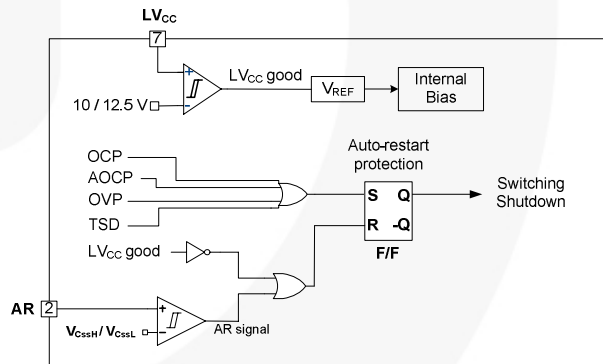 LVCC
7
+
-
10 / 12.5 V
LVCC good
VREF
Internal
Bias
OCP
AOCP
OVP
TSD
LVCC good
Auto-restart
protection
S Q
R -Q
F/F
Switching
Shutdown
AR 2
+
-
VCssH / VCssL
AR signal